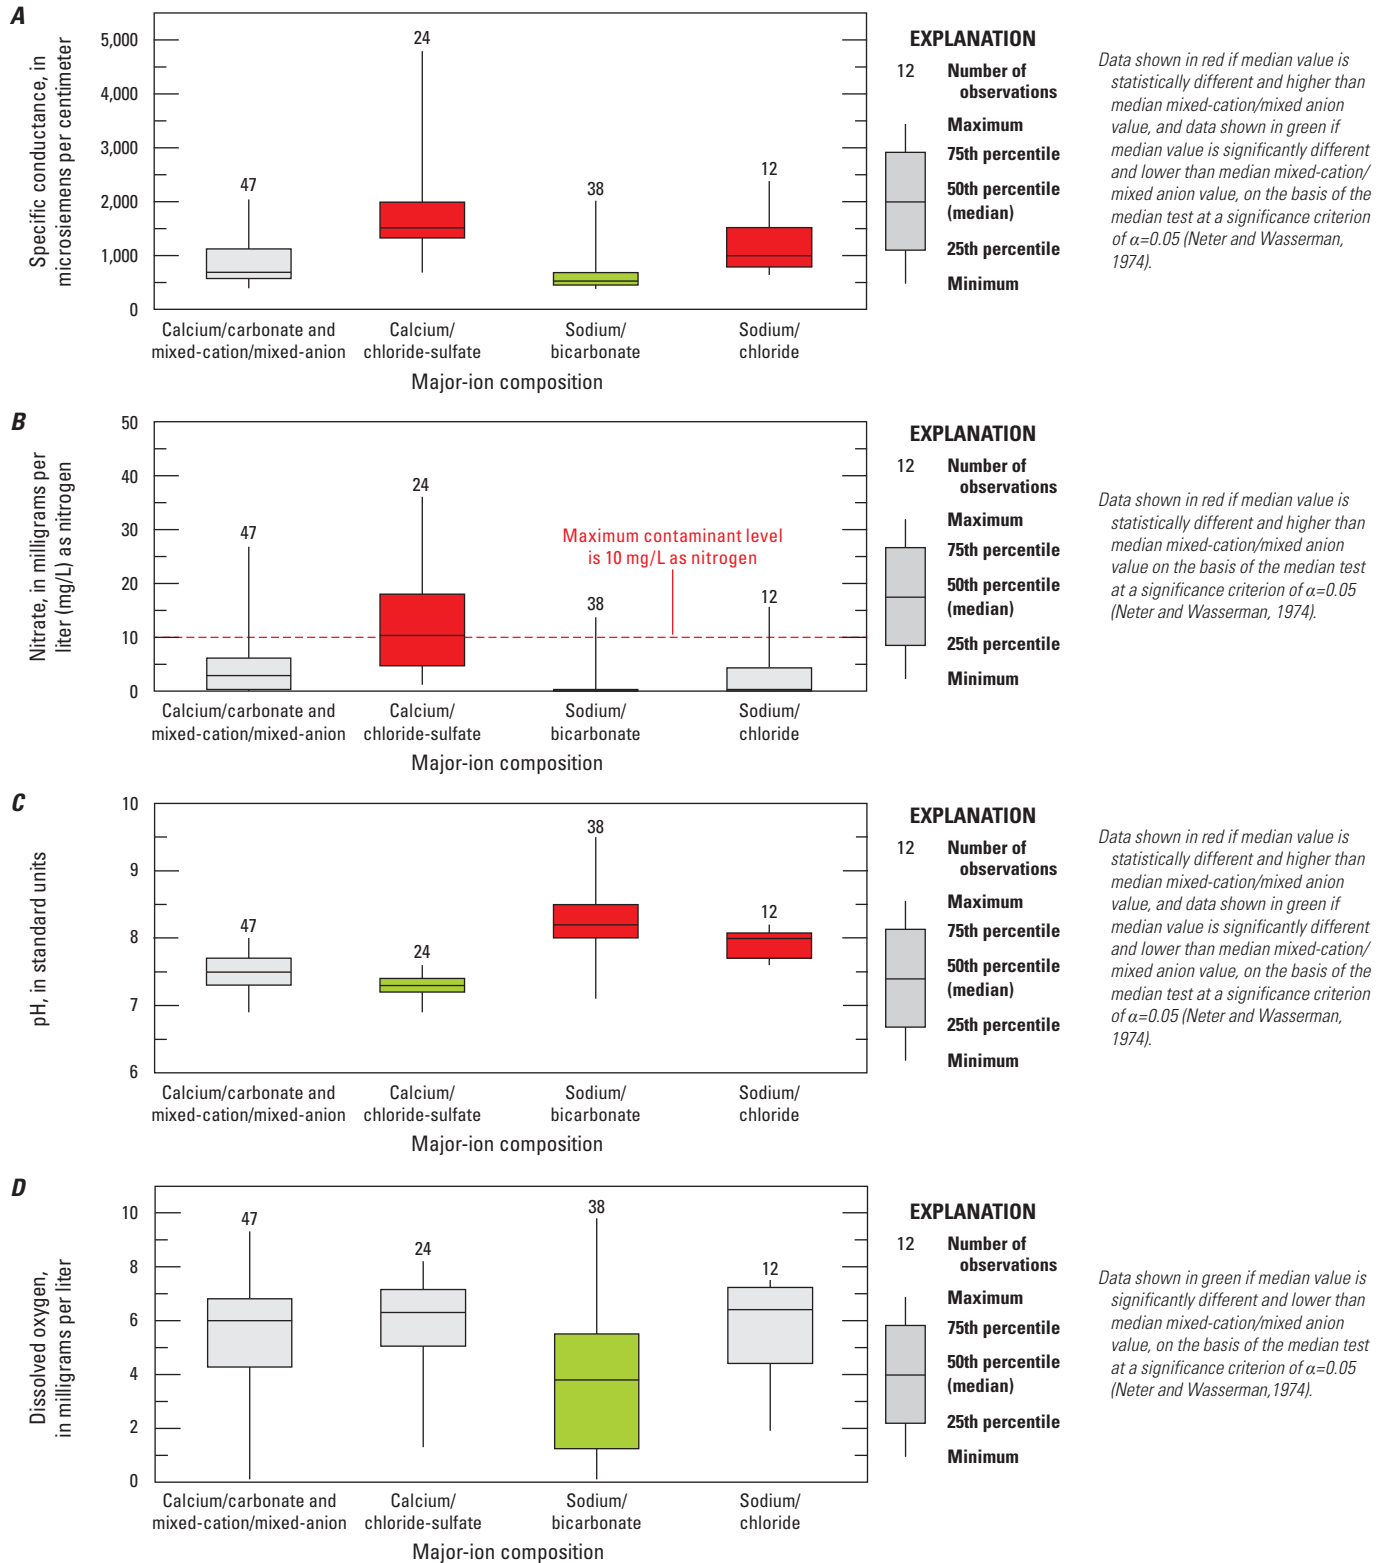 A
Specific conductance, in
microsiemens per centimeter
5,000
4,000
3,000
2,000
1,000
0
47
24
38
12
Calcium/carbonate and
mixed-cation/mixed-anion
Calcium/
chloride-sulfate
Sodium/
bicarbonate
Sodium/
chloride
Major-ion composition
EXPLANATION
12 Number of
observations
Maximum
75th percentile
50th percentile
(median)
25th percentile
Minimum
Data shown in red if median value is
statistically different and higher than
median mixed-cation/mixed anion
value, and data shown in green if
median value is significantly different
and lower than median mixed-cation/
mixed anion value, on the basis of the
median test at a significance criterion
of α=0.05 (Neter and Wasserman,
1974).
B
Nitrate, in milligrams per
liter (mg/L) as nitrogen
50
40
30
20
10
0
47
24
38
12
Maximum contaminant level
is 10 mg/L as nitrogen
Calcium/carbonate and
mixed-cation/mixed-anion
Calcium/
chloride-sulfate
Sodium/
bicarbonate
Sodium/
chloride
Major-ion composition
EXPLANATION
12 Number of
observations
Maximum
75th percentile
50th percentile
(median)
25th percentile
Minimum
Data shown in red if median value is
statistically different and higher than
median mixed-cation/mixed anion
value on the basis of the median test
at a significance criterion of α=0.05
(Neter and Wasserman, 1974).
C
pH, in standard units
10
9
8
7
6
47
24
38
12
Calcium/carbonate and
mixed-cation/mixed-anion
Calcium/
chloride-sulfate
Sodium/
bicarbonate
Sodium/
chloride
Major-ion composition
EXPLANATION
12 Number of
observations
Maximum
75th percentile
50th percentile
(median)
25th percentile
Minimum
Data shown in red if median value is
statistically different and higher than
median mixed-cation/mixed anion
value, and data shown in green if
median value is significantly different
and lower than median mixed-cation/
mixed anion value, on the basis of the
median test at a significance criterion
of α=0.05 (Neter and Wasserman,
1974).
D
Dissolved oxygen,
in milligrams per liter
10
8
6
4
2
0
47
24
38
12
Calcium/carbonate and
mixed-cation/mixed-anion
Calcium/
chloride-sulfate
Sodium/
bicarbonate
Sodium/
chloride
Major-ion composition
EXPLANATION
12 Number of
observations
Maximum
75th percentile
50th percentile
(median)
25th percentile
Minimum
Data shown in green if median value is
significantly different and lower than
median mixed-cation/mixed anion
value, on the basis of the median test
at a significance criterion of α=0.05
(Neter and Wasserman,1974).